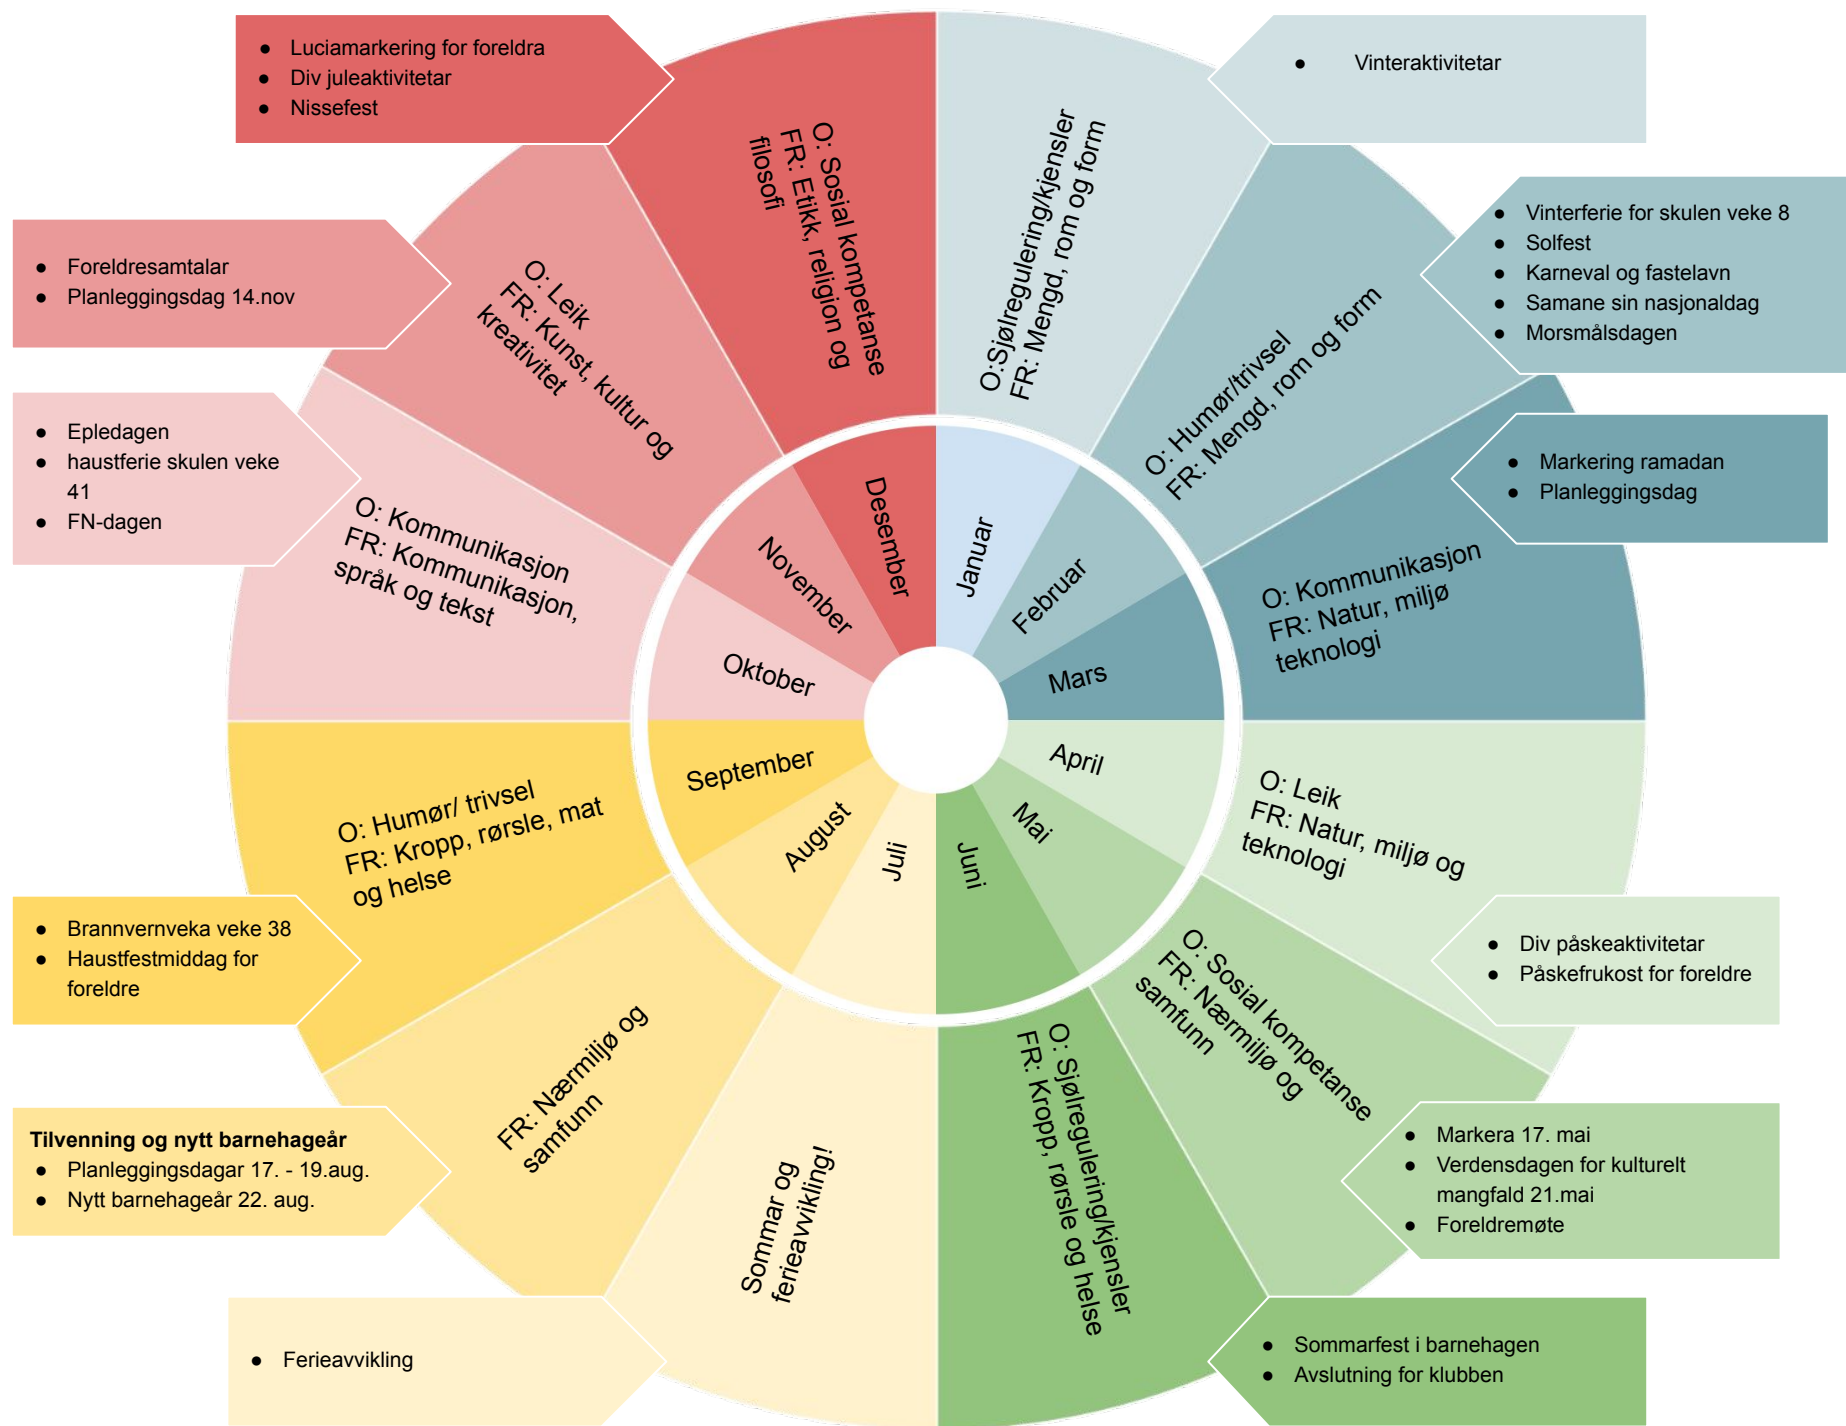 ● Luciamarkering for foreldra
● Div juleaktivitetar
● Nissefest
● Vinteraktivitetar
● Foreldresamtalar
● Planleggingsdag 14.nov
● Vinterferie for skulen veke 8
● Solfest
● Karneval og fastelavn
● Samane sin nasjonaldag
● Morsmålsdagen
● Epledagen
● haustferie skulen veke
41
● FN-dagen
● Markering ramadan
● Planleggingsdag
O: Sosial kompetanse
FR: Etikk, religion og
filosofi
O:Sjølregulering/kjensler
FR: Mengd, rom og form
O: Leik
FR: Kunst, kultur og
kreativitet
O: Humør/trivsel
FR: Mengd, rom og form
O: Kommunikasjon
FR: Kommunikasjon,
språk og tekst
O: Kommunikasjon
FR: Natur, miljø
teknologi
Desember
Januar
November
Februar
Oktober
Mars
September
April
August
Mai
Juli
Juni
O: Humør/ trivsel
FR: Kropp, rørsle, mat
og helse
O: Leik
FR: Natur, miljø og
teknologi
FR: Nærmiljø og
samfunn
O: Sosial kompetanse
FR: Nærmiljø og
samfunn
Sommar og
ferieavvikling!
O: Sjølregulering/kjensler
FR: Kropp, rørsle og helse
● Brannvernveka veke 38
● Haustfestmiddag for
foreldre
● Div påskeaktivitetar
● Påskefrukost for foreldre
Tilvenning og nytt barnehageår
● Planleggingsdagar 17. - 19.aug.
● Nytt barnehageår 22. aug.
● Markera 17. mai
● Verdensdagen for kulturelt
mangfald 21.mai
● Foreldremøte
● Ferieavvikling
● Sommarfest i barnehagen
● Avslutning for klubben